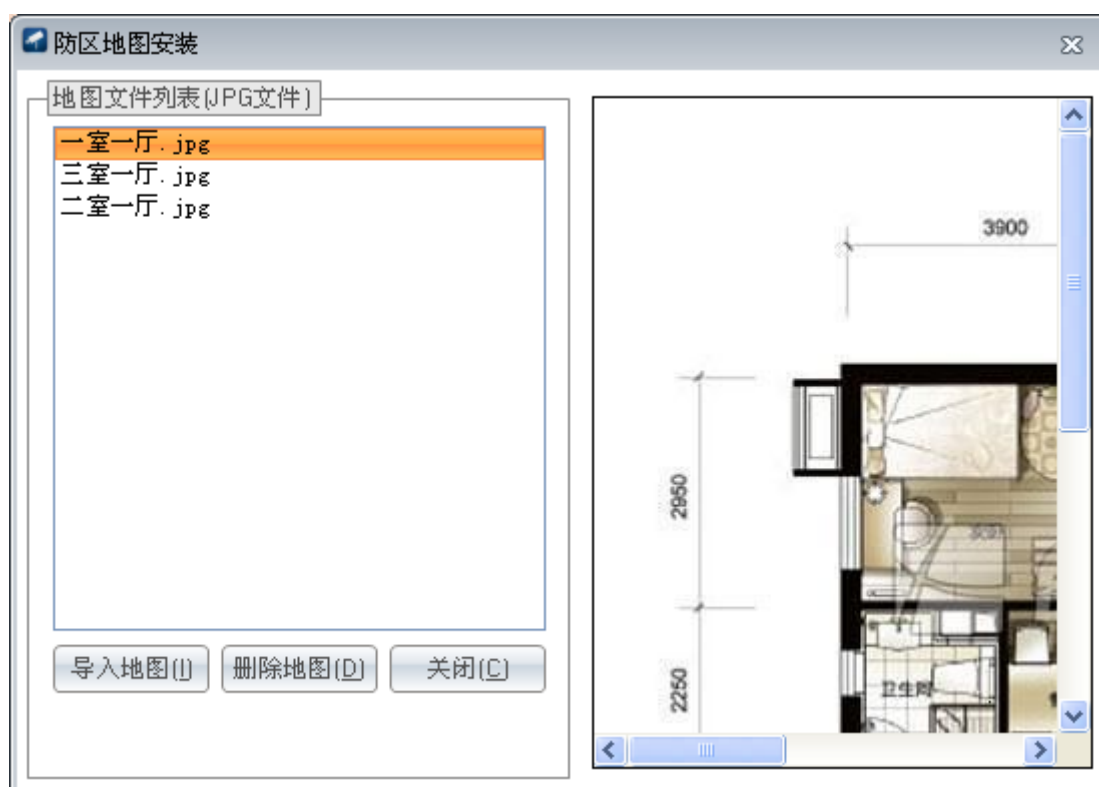 防区地图安装
地图文件列表(JPG文件)
一室一厅.jpg
三室一厅.jpg
二室一厅.jpg
导入地图(I) 删除地图(D) 关闭(C)
3900
2950
2250
卫生间